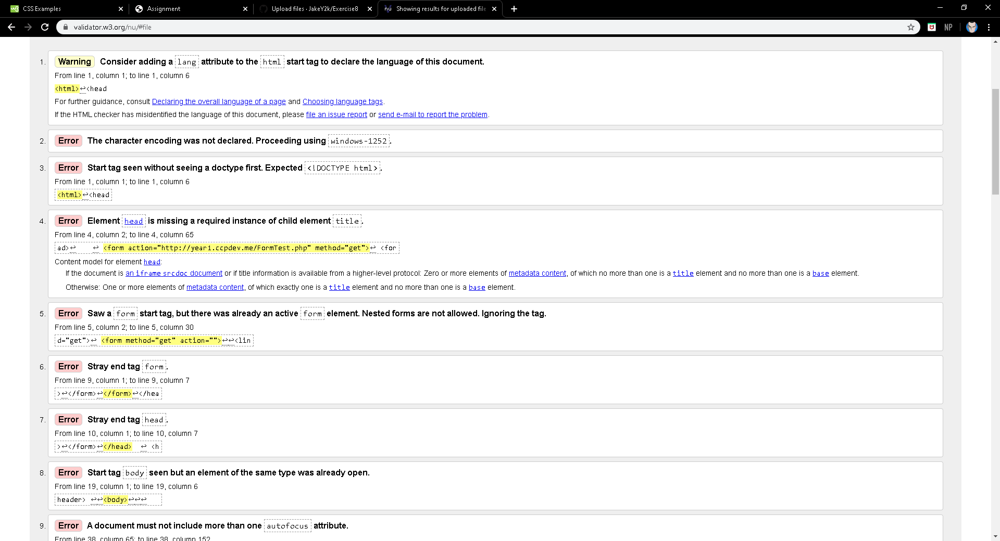 CSS Examples
Assignment
Upload files · JakeY2k/Exercise8
Showing results for uploaded file
validator.w3.org/nu/#file
NP
1. Warning Consider adding a lang attribute to the html start tag to declare the language of this document.
From line 1, column 1; to line 1, column 6
<html>↩<head
For further guidance, consult Declaring the overall language of a page and Choosing language tags.
If the HTML checker has misidentified the language of this document, please file an issue report or send e-mail to report the problem.
2. Error The character encoding was not declared. Proceeding using windows-1252.
3. Error Start tag seen without seeing a doctype first. Expected <!DOCTYPE html>.
From line 1, column 1; to line 1, column 6
<html>↩<head
4. Error Element head is missing a required instance of child element title.
From line 4, column 2; to line 4, column 65
ad>↩ ↩ <form action="http://year1.ccpdev.me/FormTest.php" method="get">↩ <for
Content model for element head:
If the document is an iframe srcdoc document or if title information is available from a higher-level protocol: Zero or more elements of metadata content, of which no more than one is a title element and no more than one is a base element.
Otherwise: One or more elements of metadata content, of which exactly one is a title element and no more than one is a base element.
5. Error Saw a form start tag, but there was already an active form element. Nested forms are not allowed. Ignoring the tag.
From line 5, column 2; to line 5, column 30
d="get">↩ <form method="get" action="">↩↩<lin
6. Error Stray end tag form.
From line 9, column 1; to line 9, column 7
>↩</form>↩</form>↩</hea
7. Error Stray end tag head.
From line 10, column 1; to line 10, column 7
>↩</form>↩</head> ↩ <h
8. Error Start tag body seen but an element of the same type was already open.
From line 19, column 1; to line 19, column 6
header> ↩↩<body>↩↩↩
9. Error A document must not include more than one autofocus attribute.
From line 38, column 65; to line 38, column 152